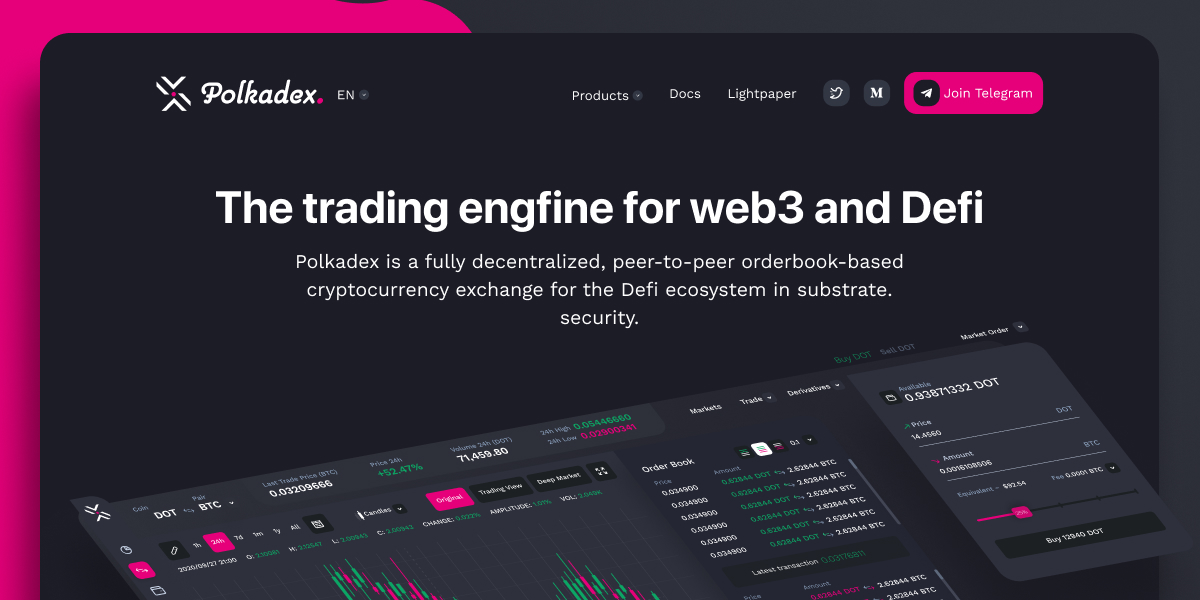 Polkadex.
EN
Products
Docs
Lightpaper
M
Join Telegram
The trading engfine for web3 and Defi
Polkadex is a fully decentralized, peer-to-peer orderbook-based
cryptocurrency exchange for the Defi ecosystem in substrate.
security.
Buy DOT
Sell DOT
Market Order
Markets
Trade
Derivatives
Available
0.93871332 DOT
Price
DOT
14.4560
Amount
BTC
0.0016108506
Equivalent ~ $92.54
Fee 0.0001 BTC
25%
Buy 12940 DOT
Coin
Pair
DOT
BTC
Last Trade Price (BTC)
0.03209666
Price 24h
+52.47%
Volume 24h (DOT)
71,459.80
24h High 0.05446660
24h Low 0.02900341
1h
24h
7d
1m
1y
All
Candles
Original
Trading View
Deep Market
2020/09/27 21:00
CHANGE: 0.022%
AMPLITUDE: 1.01%
Order Book
0.1
Price
Amount
0.034900
0.62844 DOT
2.62844 BTC
0.034900
0.62844 DOT
2.62844 BTC
0.034900
0.62844 DOT
2.62844 BTC
0.034900
0.62844 DOT
2.62844 BTC
0.034900
0.62844 DOT
2.62844 BTC
0.034900
0.62844 DOT
2.62844 BTC
Latest transaction 0.03176811
Price
Amount
0.62844 DOT
2.62844 BTC
2.62844 BTC